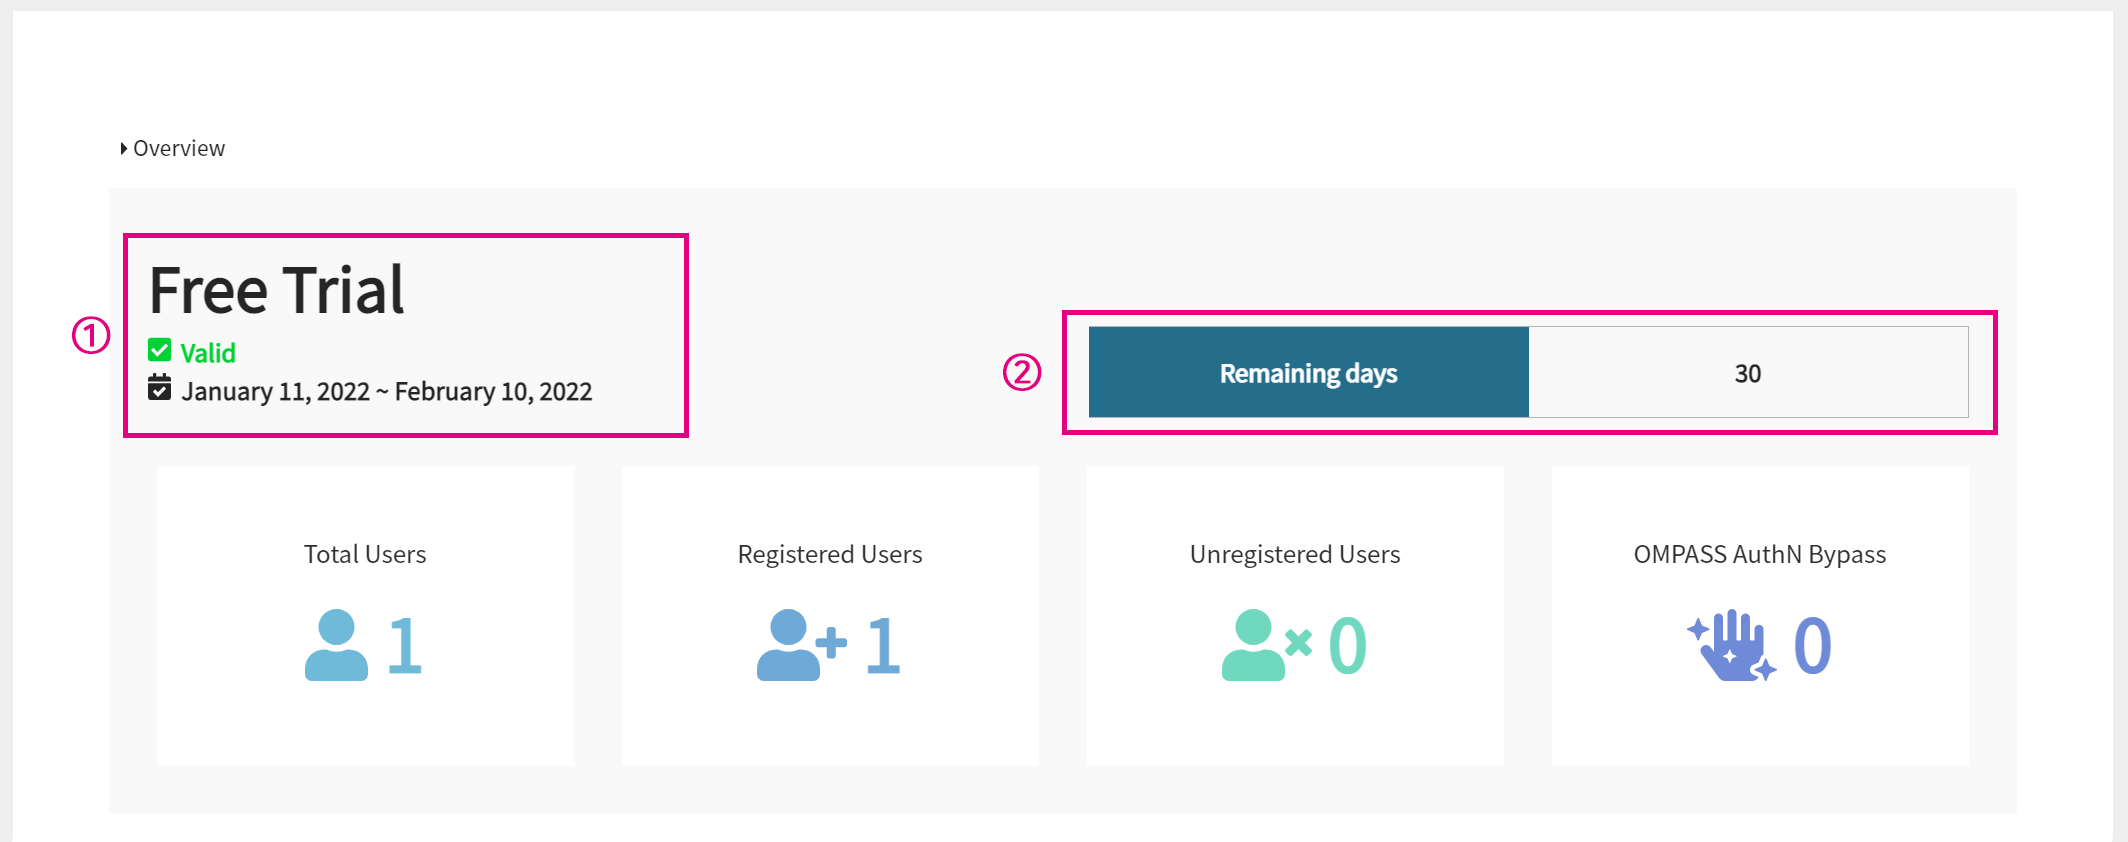 Overview
Free Trial
① Valid
January 11, 2022 ~ February 10, 2022
② Remaining days 30
Total Users
1
Registered Users
1
Unregistered Users
0
OMPASS AuthN Bypass
0